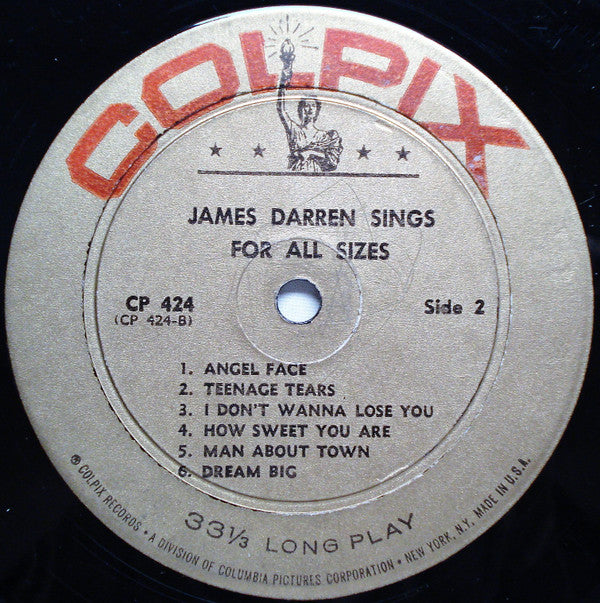 COLPIX
JAMES DARREN SINGS
FOR ALL SIZES
CP 424
(CP 424-B)
Side 2
1. ANGEL FACE
2. TEENAGE TEARS
3. I DON'T WANNA LOSE YOU
4. HOW SWEET YOU ARE
5. MAN ABOUT TOWN
6. DREAM BIG
33⅓ LONG PLAY
® COLPIX RECORDS • A DIVISION OF COLUMBIA PICTURES CORPORATION • NEW YORK, N.Y. MADE IN U.S.A.